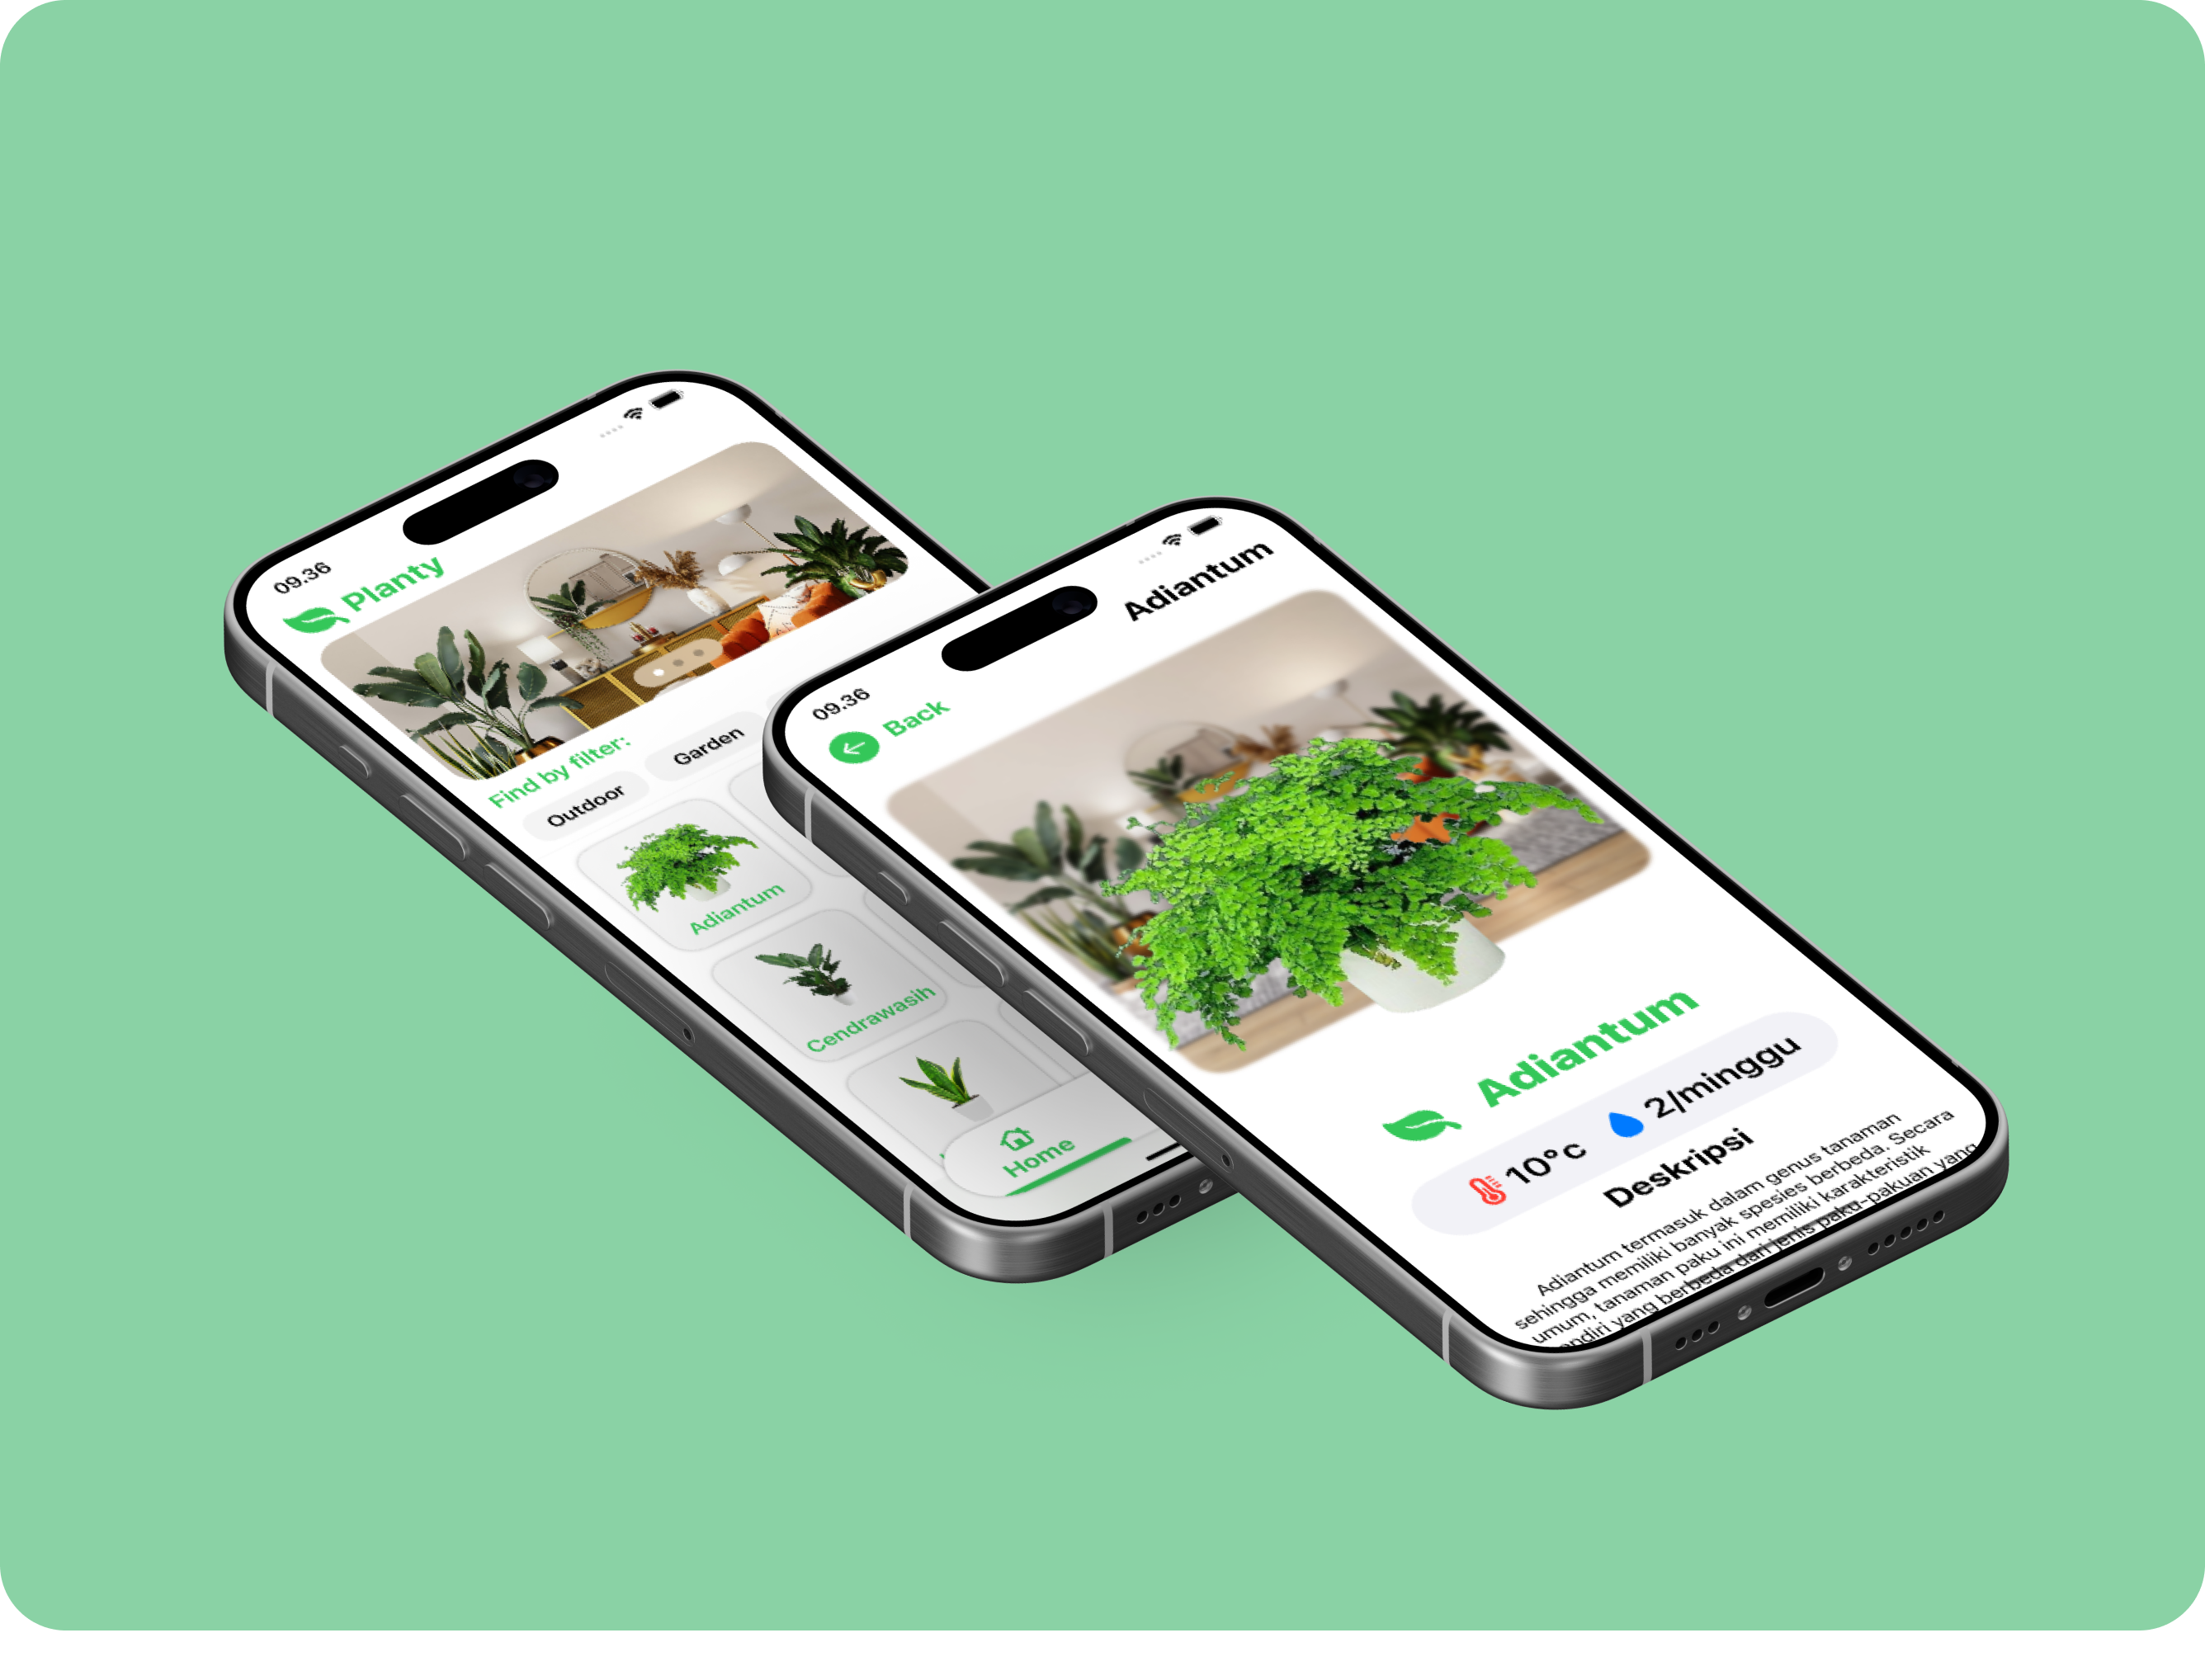 09.36
Planty
Find by filter:
Outdoor
Garden
Adiantum
Cendrawasih
Home
09.36
Back
Adiantum
Adiantum
10°c
2/minggu
Deskripsi
Adiantum termasuk dalam genus tanaman
sehingga memiliki banyak spesies berbeda. Secara
umum, tanaman paku ini memiliki karakteristik
yang berbeda dari jenis paku-pakuan yang